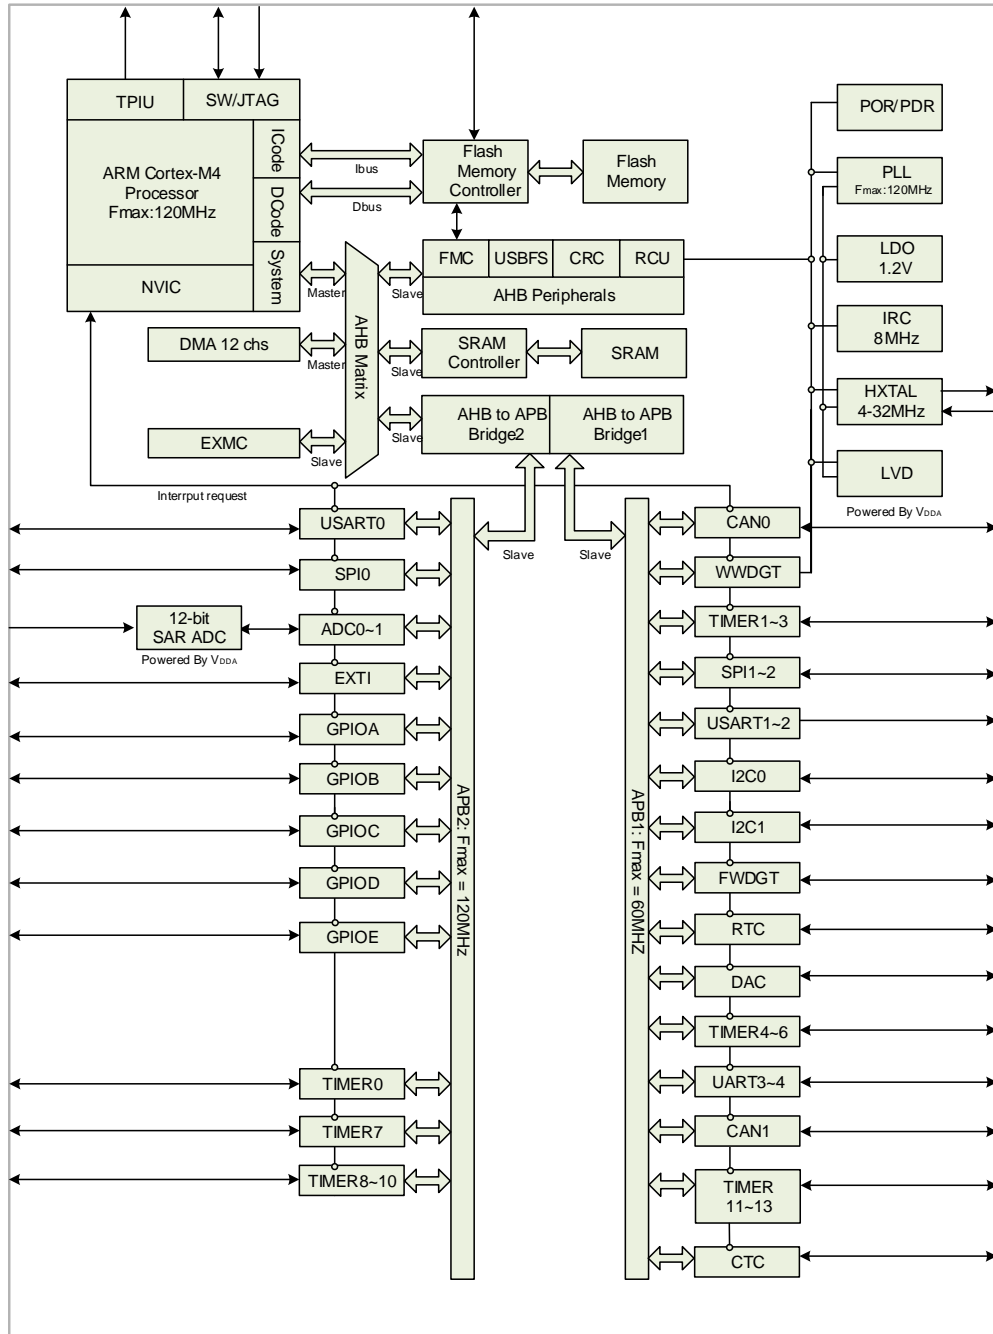 TPIU
SW/JTAG
POR/PDR
ARM Cortex-M4
Processor
Fmax:120MHz
ICode
DCode
System
NVIC
Ibus
Dbus
Flash
Memory
Controller
Flash
Memory
PLL
Fmax:120MHz
FMC
USBFS
CRC
RCU
AHB Peripherals
LDO
1.2V
Master
Slave
IRC
8MHz
DMA 12 chs
Master
AHB Matrix
Slave
SRAM
Controller
SRAM
HXTAL
4-32MHz
EXMC
Slave
Slave
AHB to APB
Bridge2
AHB to APB
Bridge1
LVD
Powered By VDDA
Interrput request
USART0
Slave
Slave
CAN0
SPI0
WWDGT
12-bit
SAR ADC
Powered By VDDA
ADC0~1
TIMER1~3
EXTI
SPI1~2
GPIOA
USART1~2
GPIOB
I2C0
APB2: Fmax = 120MHz
APB1: Fmax = 60MHZ
GPIOC
I2C1
GPIOD
FWDGT
GPIOE
RTC
DAC
TIMER4~6
TIMER0
UART3~4
TIMER7
CAN1
TIMER8~10
TIMER
11~13
CTC